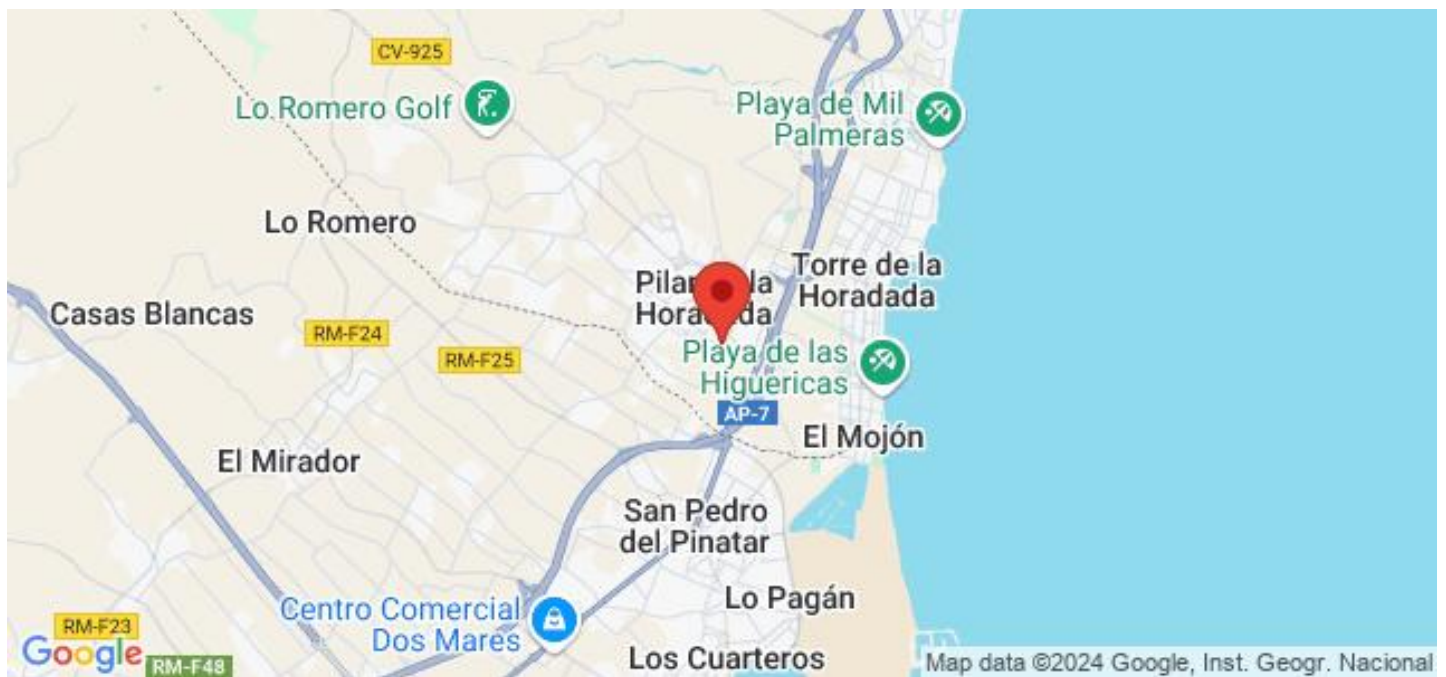 CV-925
Lo Romero Golf
Playa de Mil
Palmeras
Lo Romero
Torre de la
Horadada
Casas Blancas
RM-F24
RM-F25
Playa de las
Higuericas
AP-7
El Mojón
El Mirador
San Pedro
del Pinatar
Lo Pagán
Centro Comercial
Dos Mares
RM-F23
Google
RM-F48
Los Cuarteros
Map data ©2024 Google, Inst. Geogr. Nacional